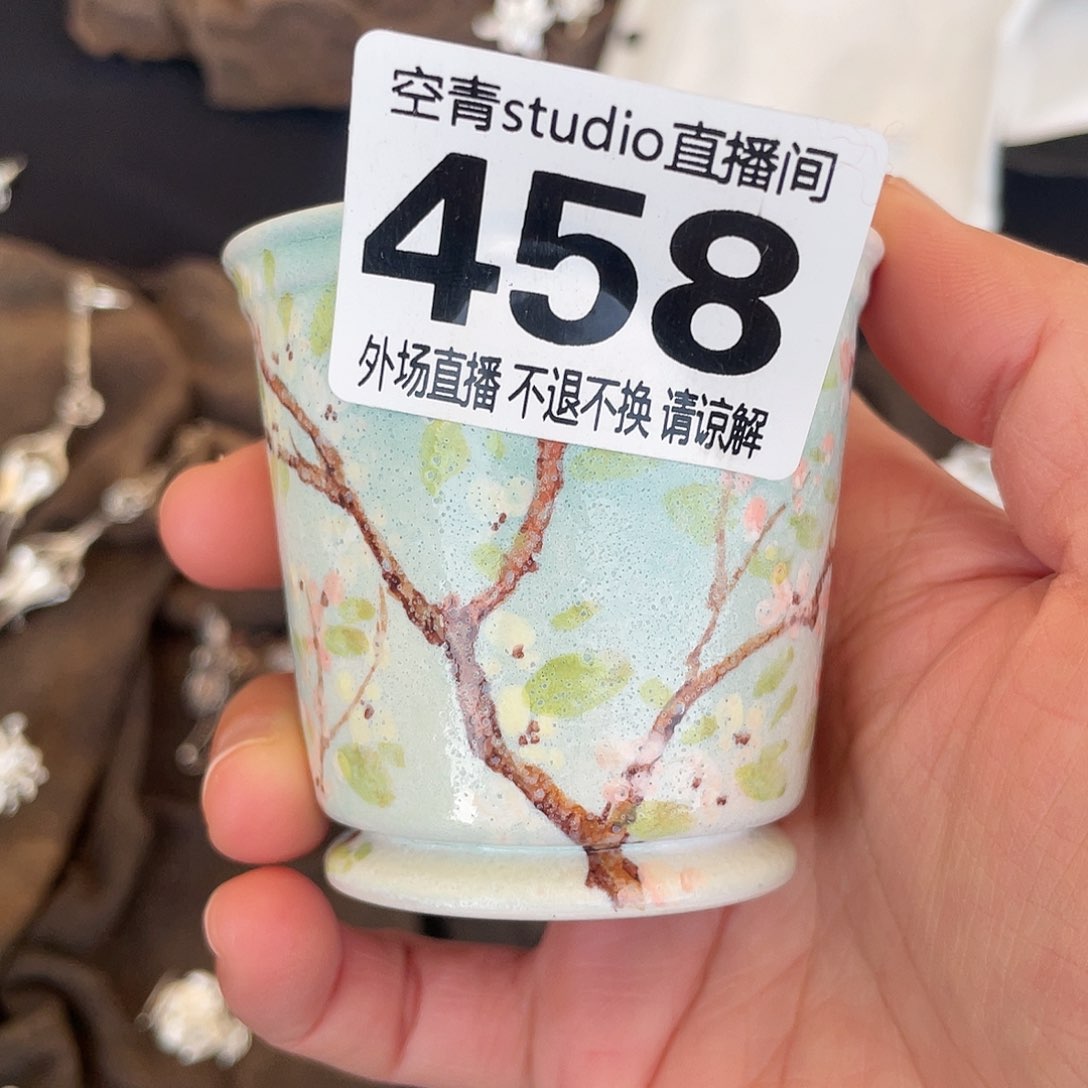 空青studio直播间
458
外场直播 不退不换 请谅解